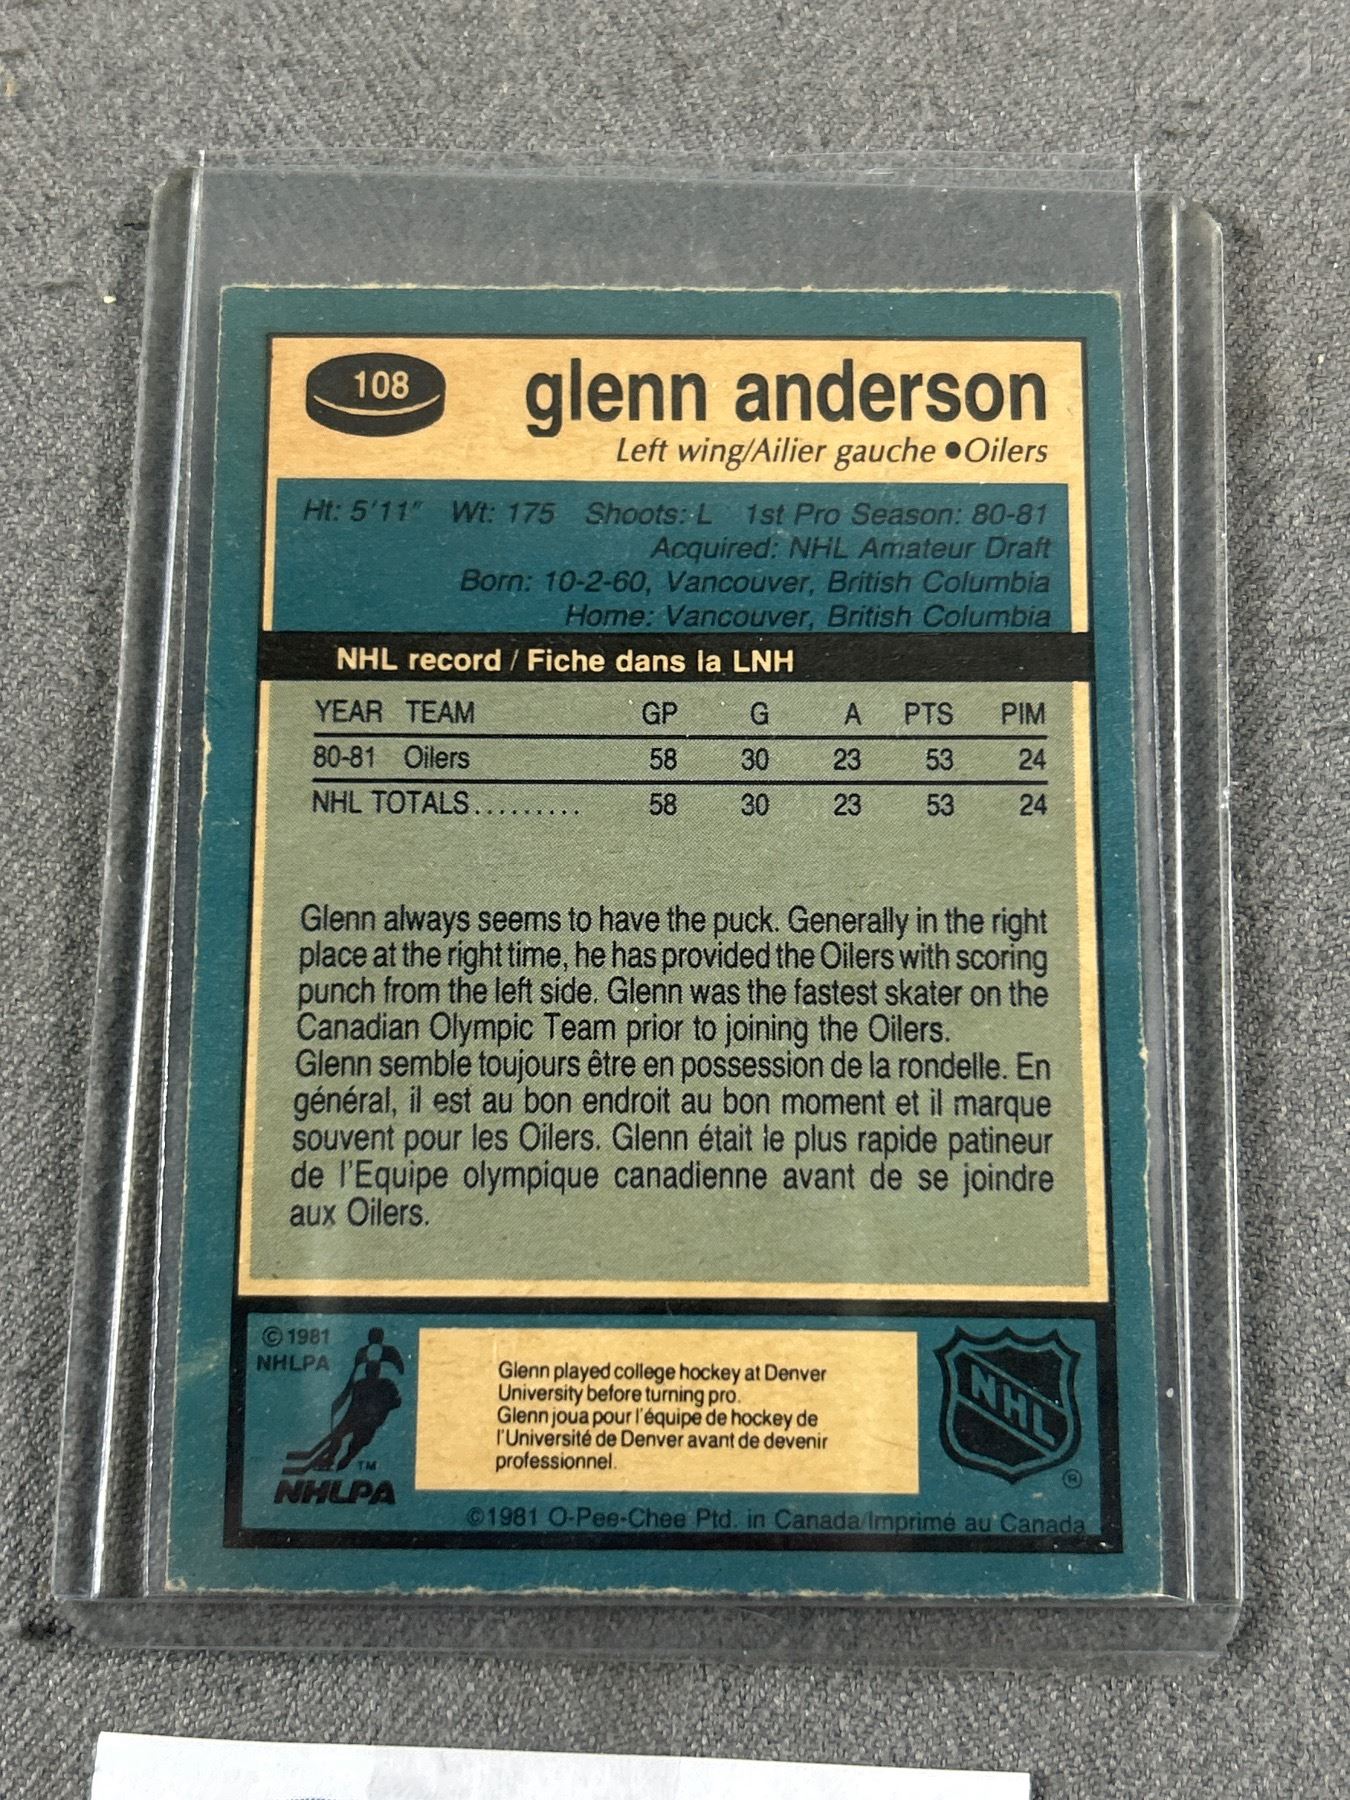 108
glenn anderson
Left wing/Ailier gauche ●Oilers
Ht: 5'11" Wt: 175 Shoots: L 1st Pro Season: 80-81
Acquired: NHL Amateur Draft
Born: 10-2-60, Vancouver, British Columbia
Home: Vancouver, British Columbia
NHL record / Fiche dans la LNH
YEAR TEAM GP G A PTS PIM
80-81 Oilers 58 30 23 53 24
NHL TOTALS......... 58 30 23 53 24
Glenn always seems to have the puck. Generally in the right
place at the right time, he has provided the Oilers with scoring
punch from the left side. Glenn was the fastest skater on the
Canadian Olympic Team prior to joining the Oilers.
Glenn semble toujours être en possession de la rondelle. En
général, il est au bon endroit au bon moment et il marque
souvent pour les Oilers. Glenn était le plus rapide patineur
de l'Equipe olympique canadienne avant de se joindre
aux Oilers.
© 1981
NHLPA
TM
NHLPA
Glenn played college hockey at Denver
University before turning pro.
Glenn joua pour l'équipe de hockey de
l'Université de Denver avant de devenir
professionnel.
NHL
®
©1981 O-Pee-Chee Ptd. in Canada/Imprimé au Canada